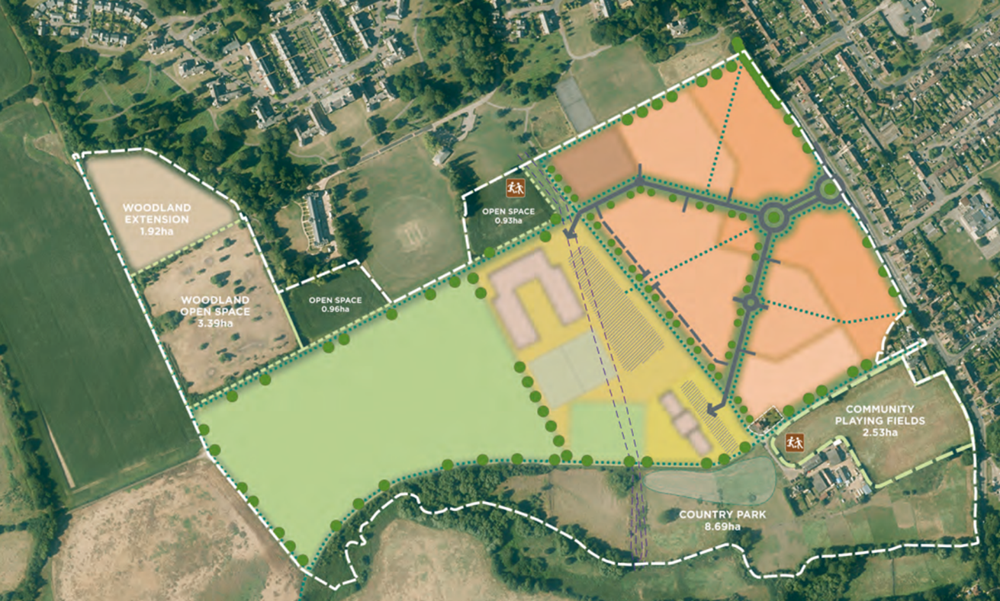 WOODLAND
EXTENSION
1.92ha
OPEN SPACE
0.93ha
WOODLAND
OPEN SPACE
3.39ha
OPEN SPACE
0.96ha
COMMUNITY
PLAYING FIELDS
2.53ha
COUNTRY PARK
8.69ha